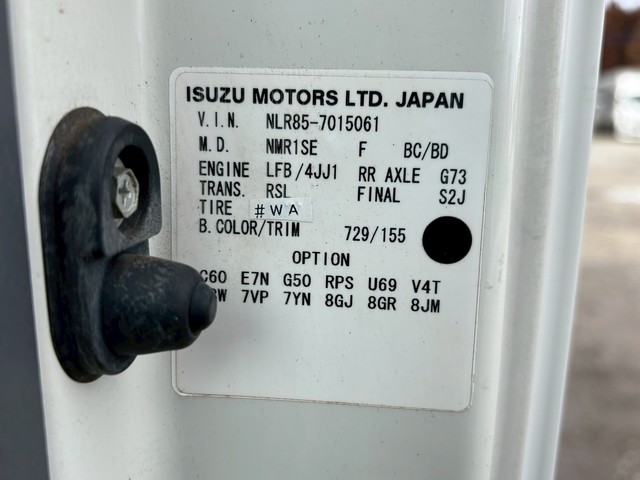 ISUZU MOTORS LTD. JAPAN
V.I.N. NLR85-7015061
M.D. NMR1SE F BC/BD
ENGINE LFB/4JJ1 RR AXLE G73
TRANS. RSL FINAL S2J
TIRE #WA
B.COLOR/TRIM 729/155
OPTION
C60 E7N G50 RPS U69 V4T
7VP 7YN 8GJ 8GR 8JM